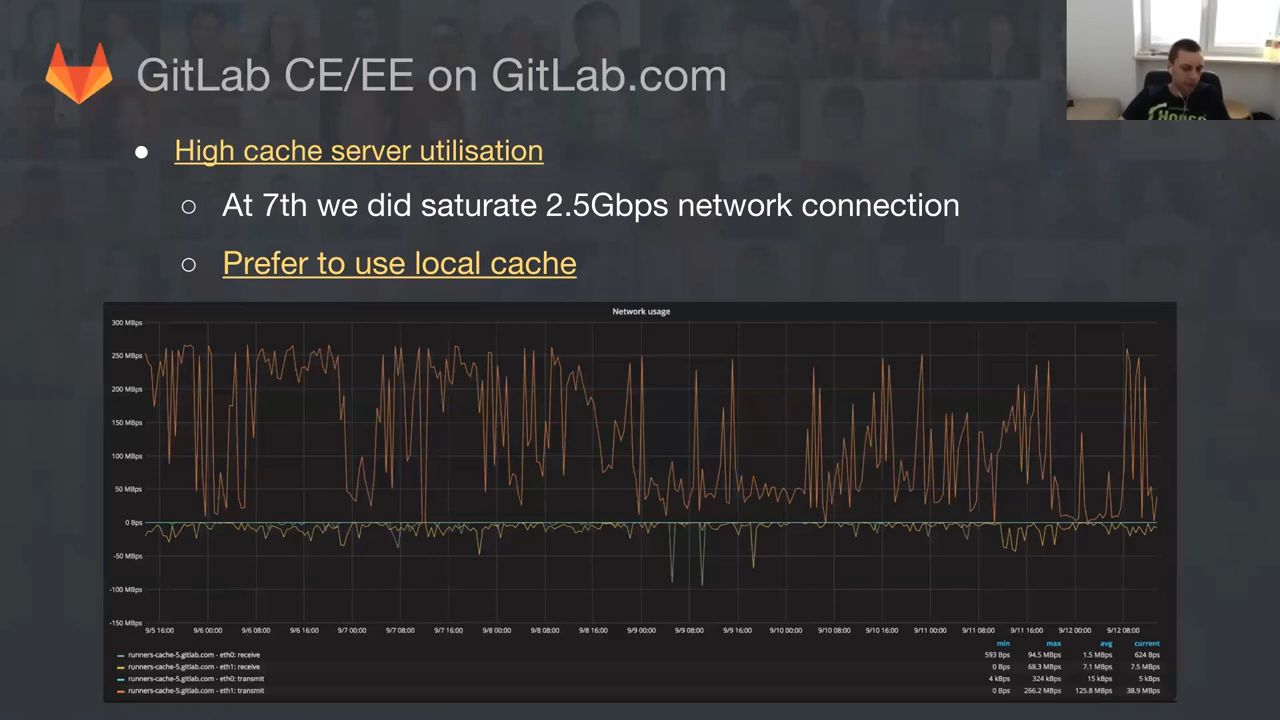 GitLab CE/EE on GitLab.com
High cache server utilisation
At 7th we did saturate 2.5Gbps network connection
Prefer to use local cache
Network usage
300 MBps
250 MBps
200 MBps
150 MBps
100 MBps
50 MBps
0 Bps
-50 MBps
-100 MBps
-150 MBps
9/5 16:00 9/6 00:00 9/6 08:00 9/6 16:00 9/7 00:00 9/7 08:00 9/7 16:00 9/8 00:00 9/8 08:00 9/8 16:00 9/9 00:00 9/9 08:00 9/9 16:00 9/10 00:00 9/10 08:00 9/10 16:00 9/11 00:00 9/11 08:00 9/11 16:00 9/12 00:00 9/12 08:00
min max avg current
runners-cache-5.gitlab.com - eth0: receive 593 Bps 94.5 MBps 1.5 MBps 624 Bps
runners-cache-5.gitlab.com - eth1: receive 0 Bps 68.3 MBps 7.1 MBps 7.5 MBps
runners-cache-5.gitlab.com - eth0: transmit 4 kBps 324 kBps 15 kBps 5 kBps
runners-cache-5.gitlab.com - eth1: transmit 0 Bps 266.2 MBps 125.8 MBps 38.9 MBps